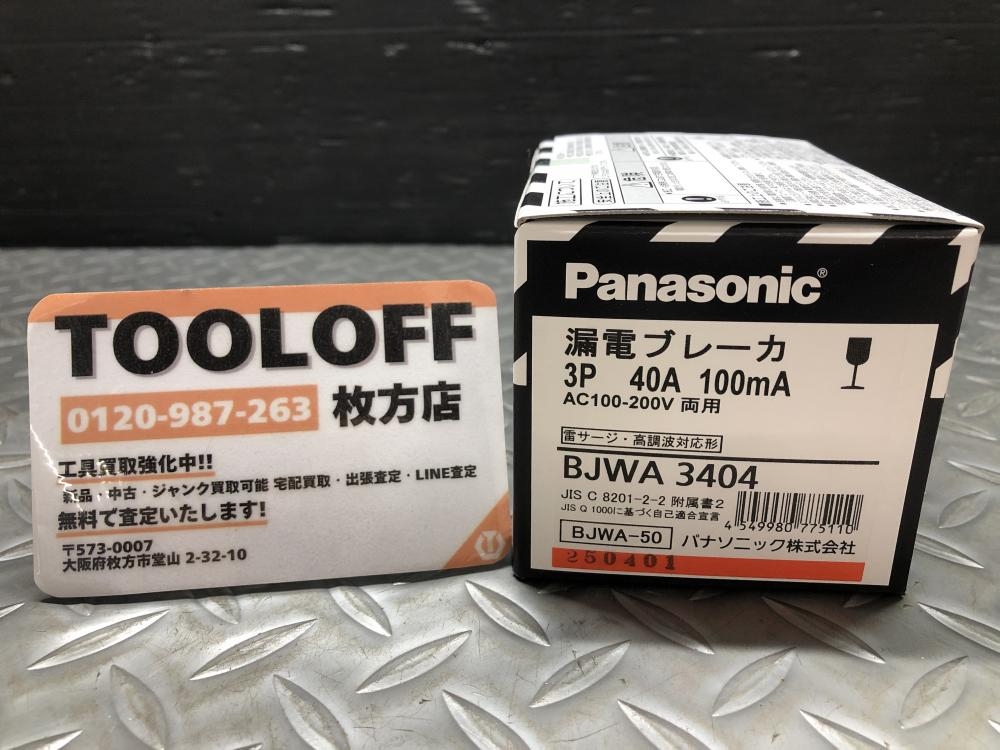 TOOLOFF
0120-987-263 枚方店
工具買取強化中!!
新品・中古・ジャンク買取可能 宅配買取・出張査定・LINE査定
無料で査定いたします!
〒573-0007
大阪府枚方市堂山 2-32-10
Panasonic®
漏電ブレーカ
3P 40A 100mA
AC100-200V 両用
雷サージ・高調波対応形
BJWA 3404
JIS C 8201-2-2 附属書2
JIS Q 1000に基づく自己適合宣言
4 549980 775110
BJWA-50 パナソニック株式会社
250401